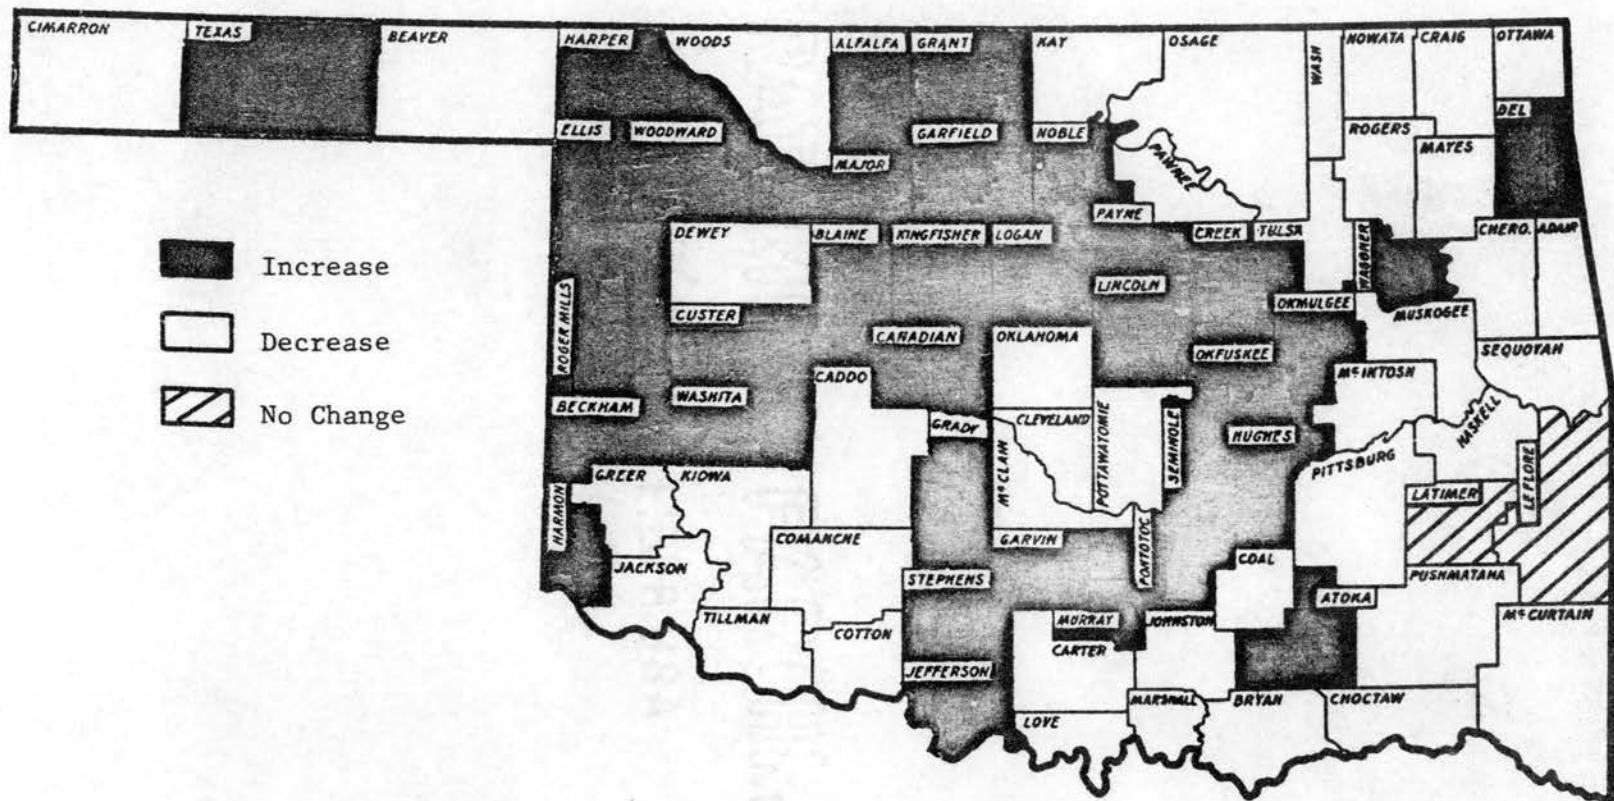 CIMARRON
TEXAS
BEAVER
HARPER
WOODS
ALFALFA
GRANT
KAY
OSAGE
WASH
NOWATA
CRAIG
OTTAWA
DEL
ELLIS
WOODWARD
MAJOR
GARFIELD
NOBLE
PAWNEE
ROGERS
MAYES
PAYNE
DEWEY
BLAINE
KINGFISHER
LOGAN
CREEK
TULSA
WAGONER
CHERO.
ADAIR
Increase
Decrease
No Change
ROGER MILLS
CUSTER
LINCOLN
OKMULGEE
MUSKOGEE
CANADIAN
OKLAHOMA
OKFUSKEE
SEQUOYAH
CADDO
McINTOSH
BECKHAM
WASHITA
GRADY
CLEVELAND
McCLAIN
POTTAWATOMIE
SEMINOLE
HUGHES
HASKELL
PITTSBURG
LEFLORE
LATIMER
GREER
KIOWA
HARMON
COMANCHE
GARVIN
PONTOTOC
COAL
JACKSON
STEPHENS
ATOKA
PUSHMATAHA
TILLMAN
COTTON
MURRAY
JOHNSTON
McCURTAIN
CARTER
JEFFERSON
LOVE
MARSHALL
BRYAN
CHOCTAW